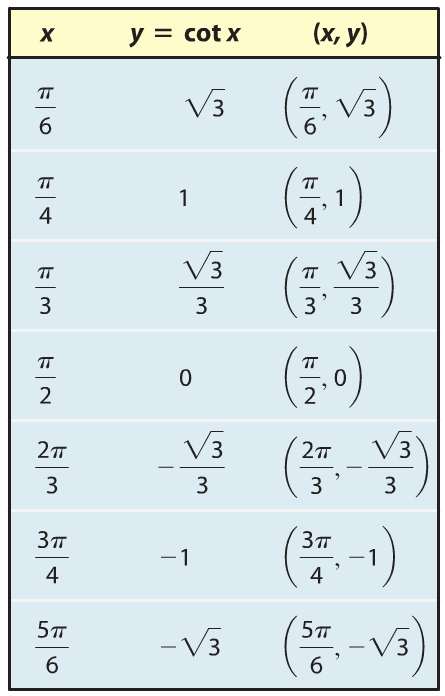 x y = cot x (x, y)
π/6 √3 (π/6, √3)
π/4 1 (π/4, 1)
π/3 √3/3 (π/3, √3/3)
π/2 0 (π/2, 0)
2π/3 −√3/3 (2π/3, −√3/3)
3π/4 −1 (3π/4, −1)
5π/6 −√3 (5π/6, −√3)